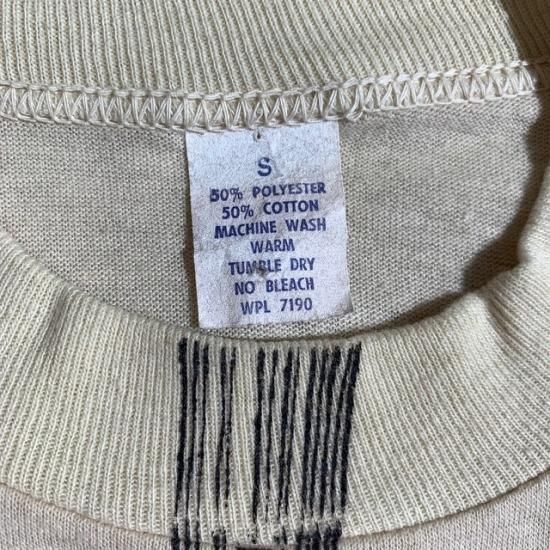 S
50% POLYESTER
50% COTTON
MACHINE WASH
WARM
TUMBLE DRY
NO BLEACH
WPL 7190